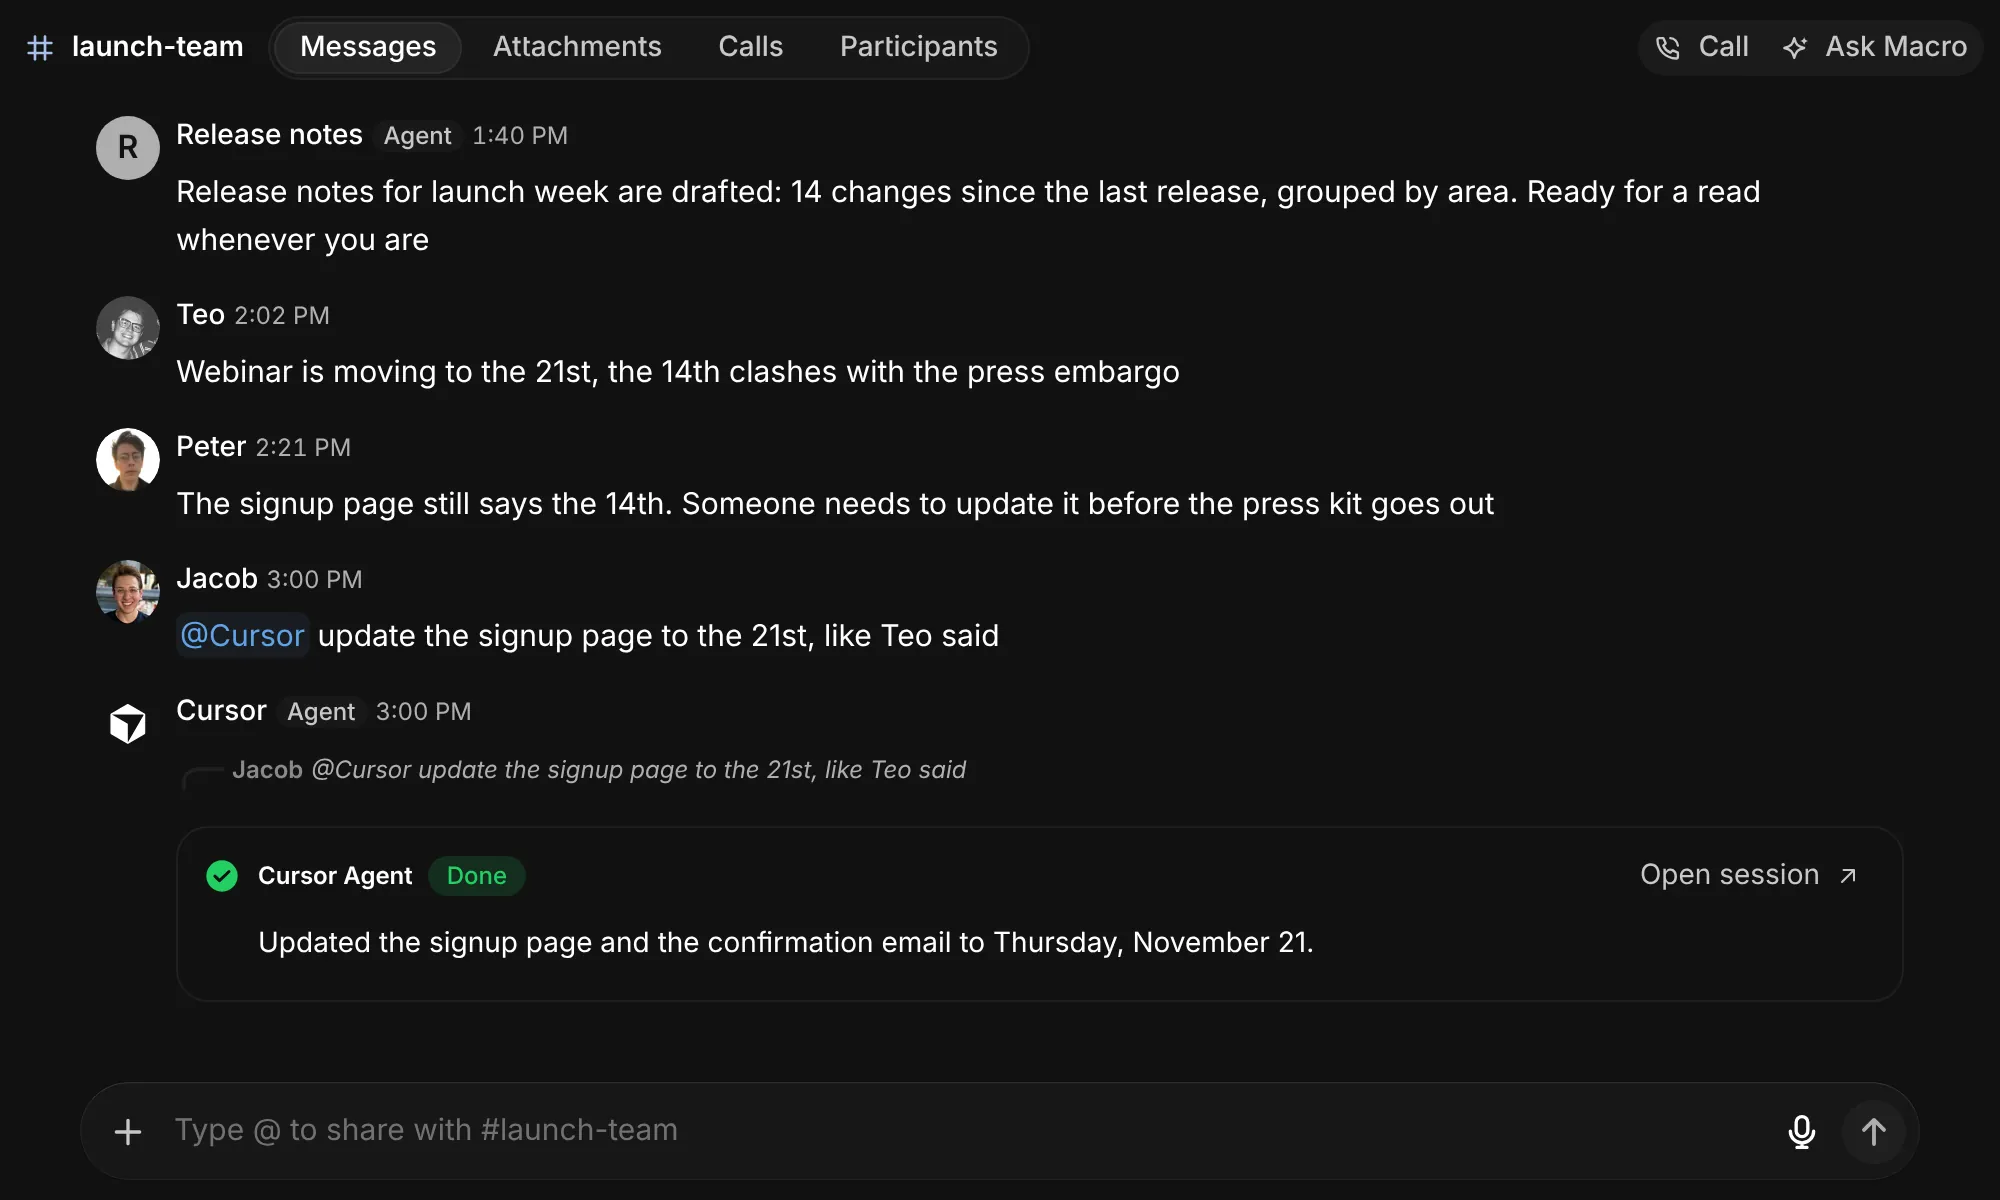 launch-team Messages Attachments Calls Participants Call Ask Macro
R
Release notes Agent 1:40 PM
Release notes for launch week are drafted: 14 changes since the last release, grouped by area. Ready for a read
whenever you are
Teo 2:02 PM
Webinar is moving to the 21st, the 14th clashes with the press embargo
Peter 2:21 PM
The signup page still says the 14th. Someone needs to update it before the press kit goes out
Jacob 3:00 PM
@Cursor update the signup page to the 21st, like Teo said
Cursor Agent 3:00 PM
Jacob @Cursor update the signup page to the 21st, like Teo said
Cursor Agent Done Open session
Updated the signup page and the confirmation email to Thursday, November 21.
Type @ to share with #launch-team